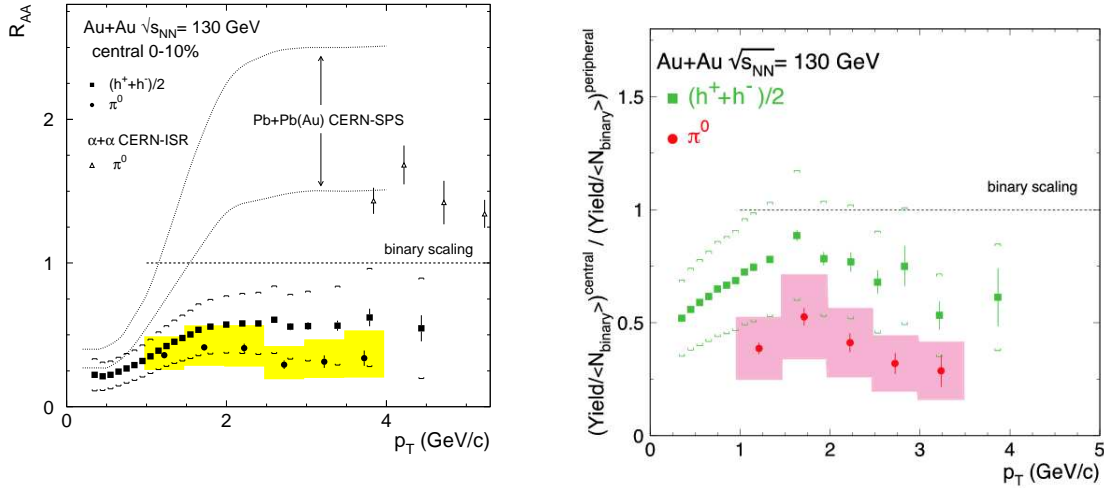 R_AA
Au+Au √s_NN= 130 GeV
central 0-10%
(h⁺+h⁻)/2
π⁰
α+α CERN-ISR
π⁰
Pb+Pb(Au) CERN-SPS
binary scaling
2
1
0
0
2
4
p_T (GeV/c)
(Yield/<N_binary>)^central / (Yield/<N_binary>)^peripheral
Au+Au √s_NN= 130 GeV
(h⁺+h⁻)/2
π⁰
binary scaling
1.5
1
0.5
0
0
1
2
3
4
5
p_T (GeV/c)